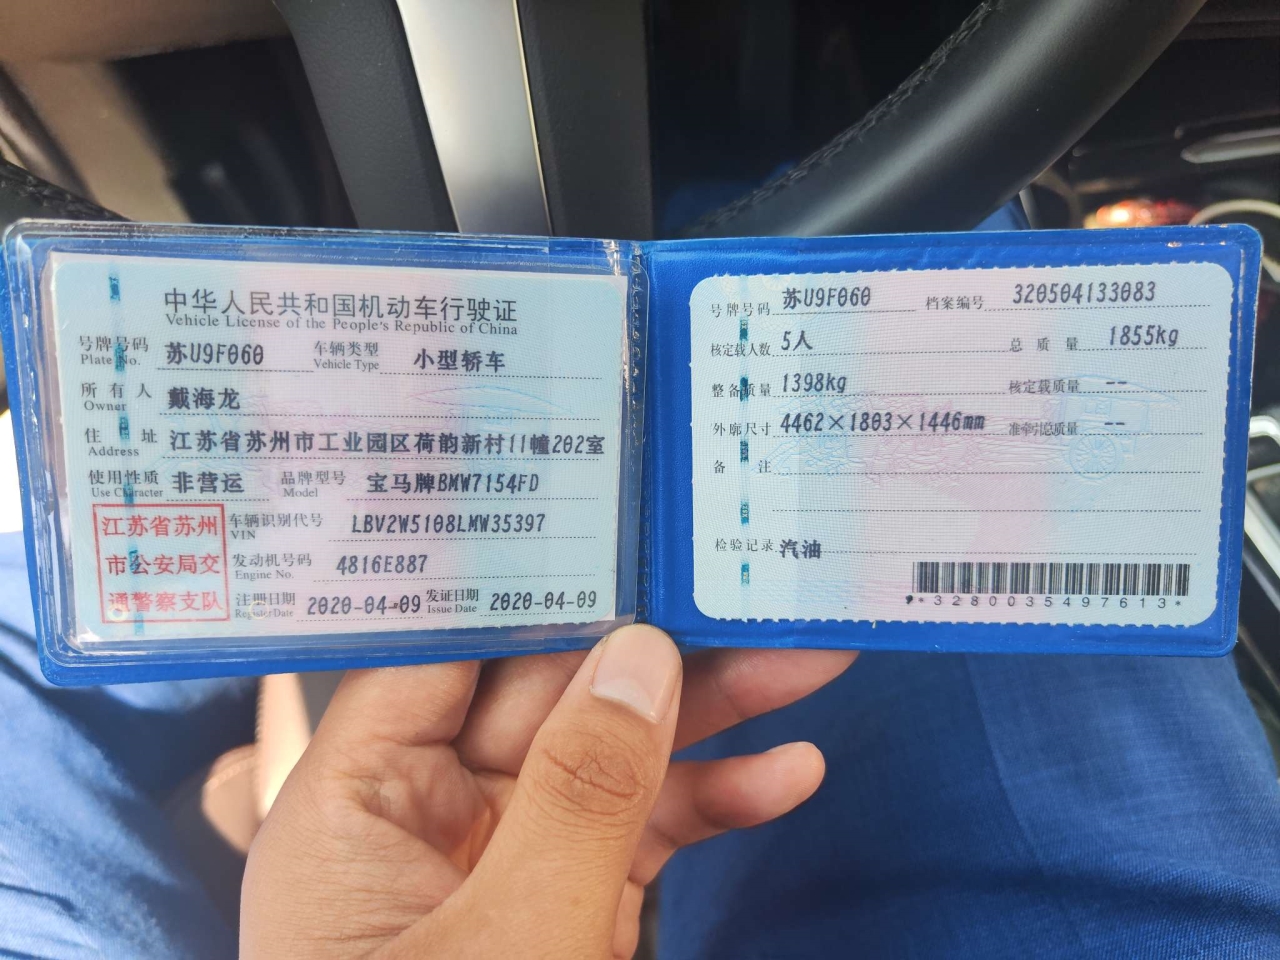 中华人民共和国机动车行驶证
Vehicle License of the People's Republic of China
号牌号码 苏U9F060 车辆类型 小型轿车
Plate No. Vehicle Type
所有人 戴海龙
Owner
住址 江苏省苏州市工业园区荷韵新村11幢202室
Address
使用性质 非营运 品牌型号 宝马牌BMW7154FD
Use Character Model
江苏省苏州
市公安局交
通警察支队
车辆识别代号 LBV2W5108LMW35397
VIN
发动机号码 4816E887
Engine No.
注册日期 2020-04-09 发证日期 2020-04-09
Register Date Issue Date
号牌号码 苏U9F060 档案编号 320504133083
核定载人数 5人 总质量 1855kg
整备质量 1398kg 核定载质量 --
外廓尺寸 4462×1803×1446mm 准牵引总质量 --
备注
检验记录 汽油
*3280035497613*